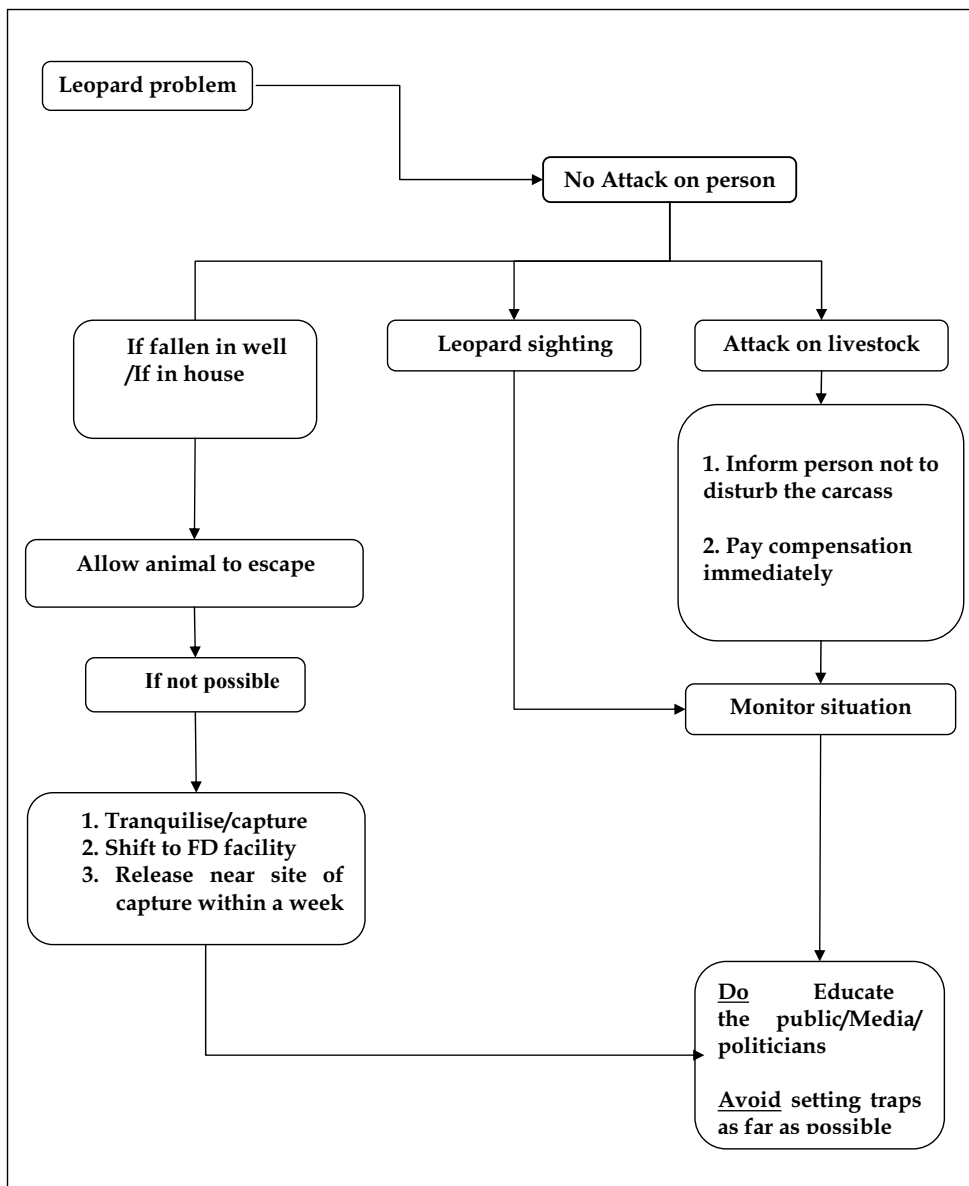 Leopard problem
No Attack on person
If fallen in well
/If in house
Leopard sighting
Attack on livestock
1. Inform person not to
disturb the carcass
2. Pay compensation
immediately
Allow animal to escape
If not possible
Monitor situation
1. Tranquilise/capture
2. Shift to FD facility
3. Release near site of
capture within a week
Do Educate
the public/Media/
politicians
Avoid setting traps
as far as possible